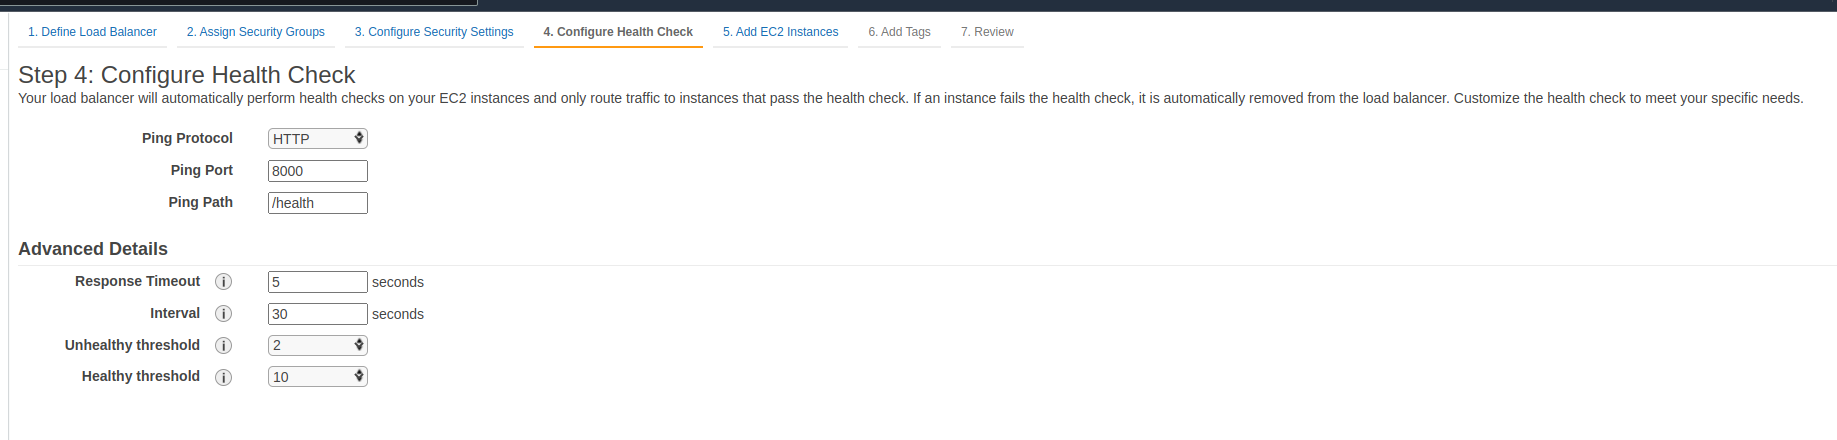 1. Define Load Balancer 2. Assign Security Groups 3. Configure Security Settings 4. Configure Health Check 5. Add EC2 Instances 6. Add Tags 7. Review
Step 4: Configure Health Check
Your load balancer will automatically perform health checks on your EC2 instances and only route traffic to instances that pass the health check. If an instance fails the health check, it is automatically removed from the load balancer. Customize the health check to meet your specific needs.
Ping Protocol HTTP
Ping Port 8000
Ping Path /health
Advanced Details
Response Timeout i 5 seconds
Interval i 30 seconds
Unhealthy threshold i 2
Healthy threshold i 10